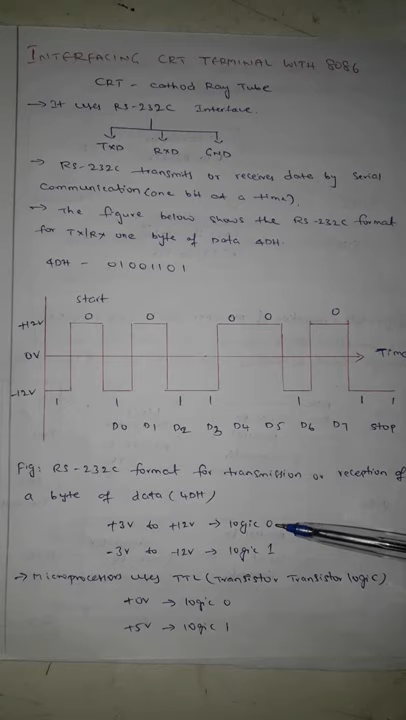 INTERFACING CRT TERMINAL WITH 8086
CRT - Cathod Ray Tube
→ It uses RS-232C Interface.
TXD RXD GND
→ RS-232C transmits or receives data by serial
Communication (one bit at a time).
→ The figure below shows the RS-232C format
for TX/RX one byte of Data 4DH.
4DH - 01001101
start
+12V 0 0 0 0 0
0V Time
-12V 1 1 1 1 1 1 1
D0 D1 D2 D3 D4 D5 D6 D7 stop
Fig: RS-232C format for transmission or reception of
a byte of data (4DH)
+3V to +12V → logic 0
-3V to -12V → logic 1
→ Microprocessors uses TTL (Transistor Transistor logic)
+0V → logic 0
+5V → logic 1